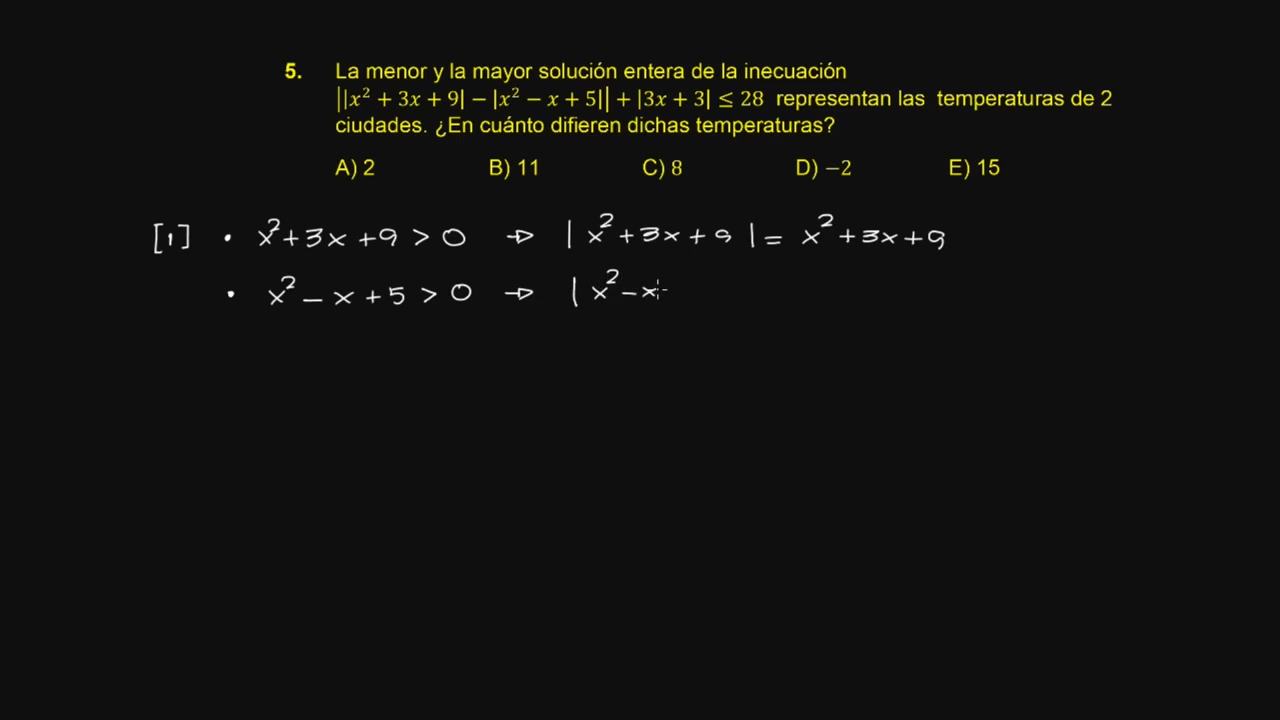 5. La menor y la mayor solución entera de la inecuación
||x² + 3x + 9| − |x² − x + 5|| + |3x + 3| ≤ 28 representan las temperaturas de 2
ciudades. ¿En cuánto difieren dichas temperaturas?
A) 2 B) 11 C) 8 D) −2 E) 15
[1] • x² + 3x + 9 > 0 → | x² + 3x + 9 | = x² + 3x + 9
• x² − x + 5 > 0 → | x² − x